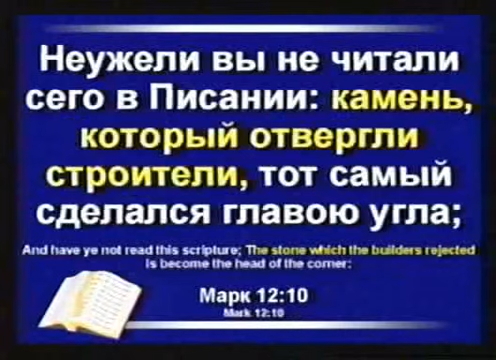 Неужели вы не читали
сего в Писании: камень,
который отвергли
строители, тот самый
сделался главою угла;
And have ye not read this scripture; The stone which the builders rejected
is become the head of the corner:
Марк 12:10
Mark 12:10